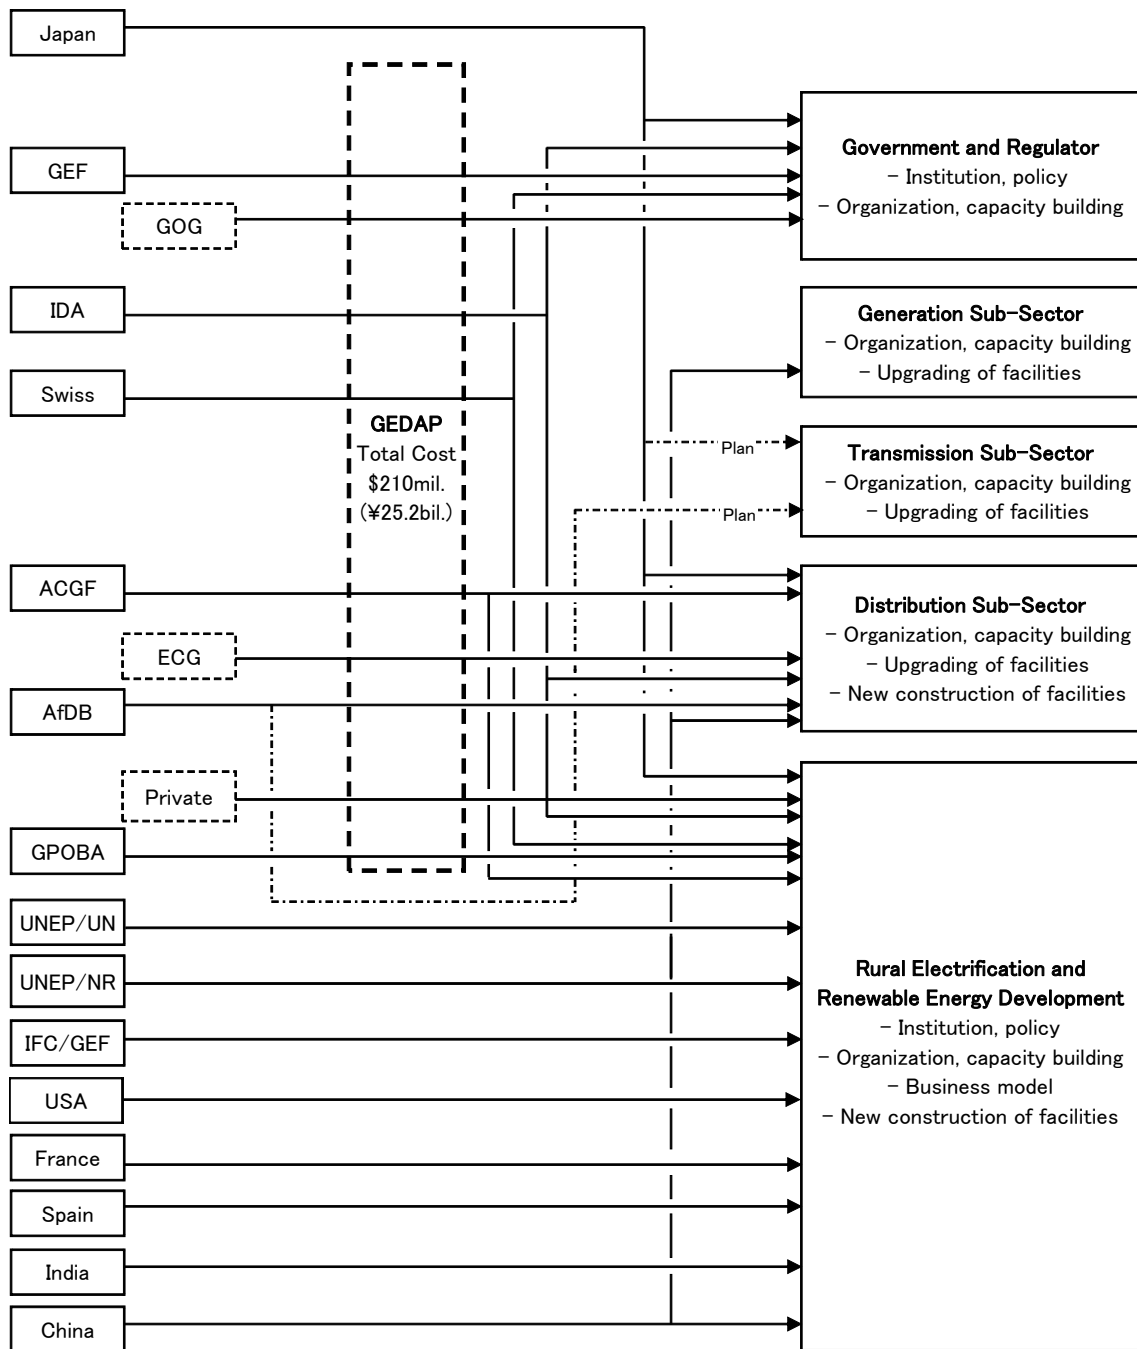 Japan
GEF
GOG
IDA
Swiss
ACGF
ECG
AfDB
Private
GPOBA
UNEP/UN
UNEP/NR
IFC/GEF
USA
France
Spain
India
China
GEDAP
Total Cost
$210mil.
(¥25.2bil.)
Plan
Plan
Government and Regulator
- Institution, policy
- Organization, capacity building
Generation Sub-Sector
- Organization, capacity building
- Upgrading of facilities
Transmission Sub-Sector
- Organization, capacity building
- Upgrading of facilities
Distribution Sub-Sector
- Organization, capacity building
- Upgrading of facilities
- New construction of facilities
Rural Electrification and
Renewable Energy Development
- Institution, policy
- Organization, capacity building
- Business model
- New construction of facilities